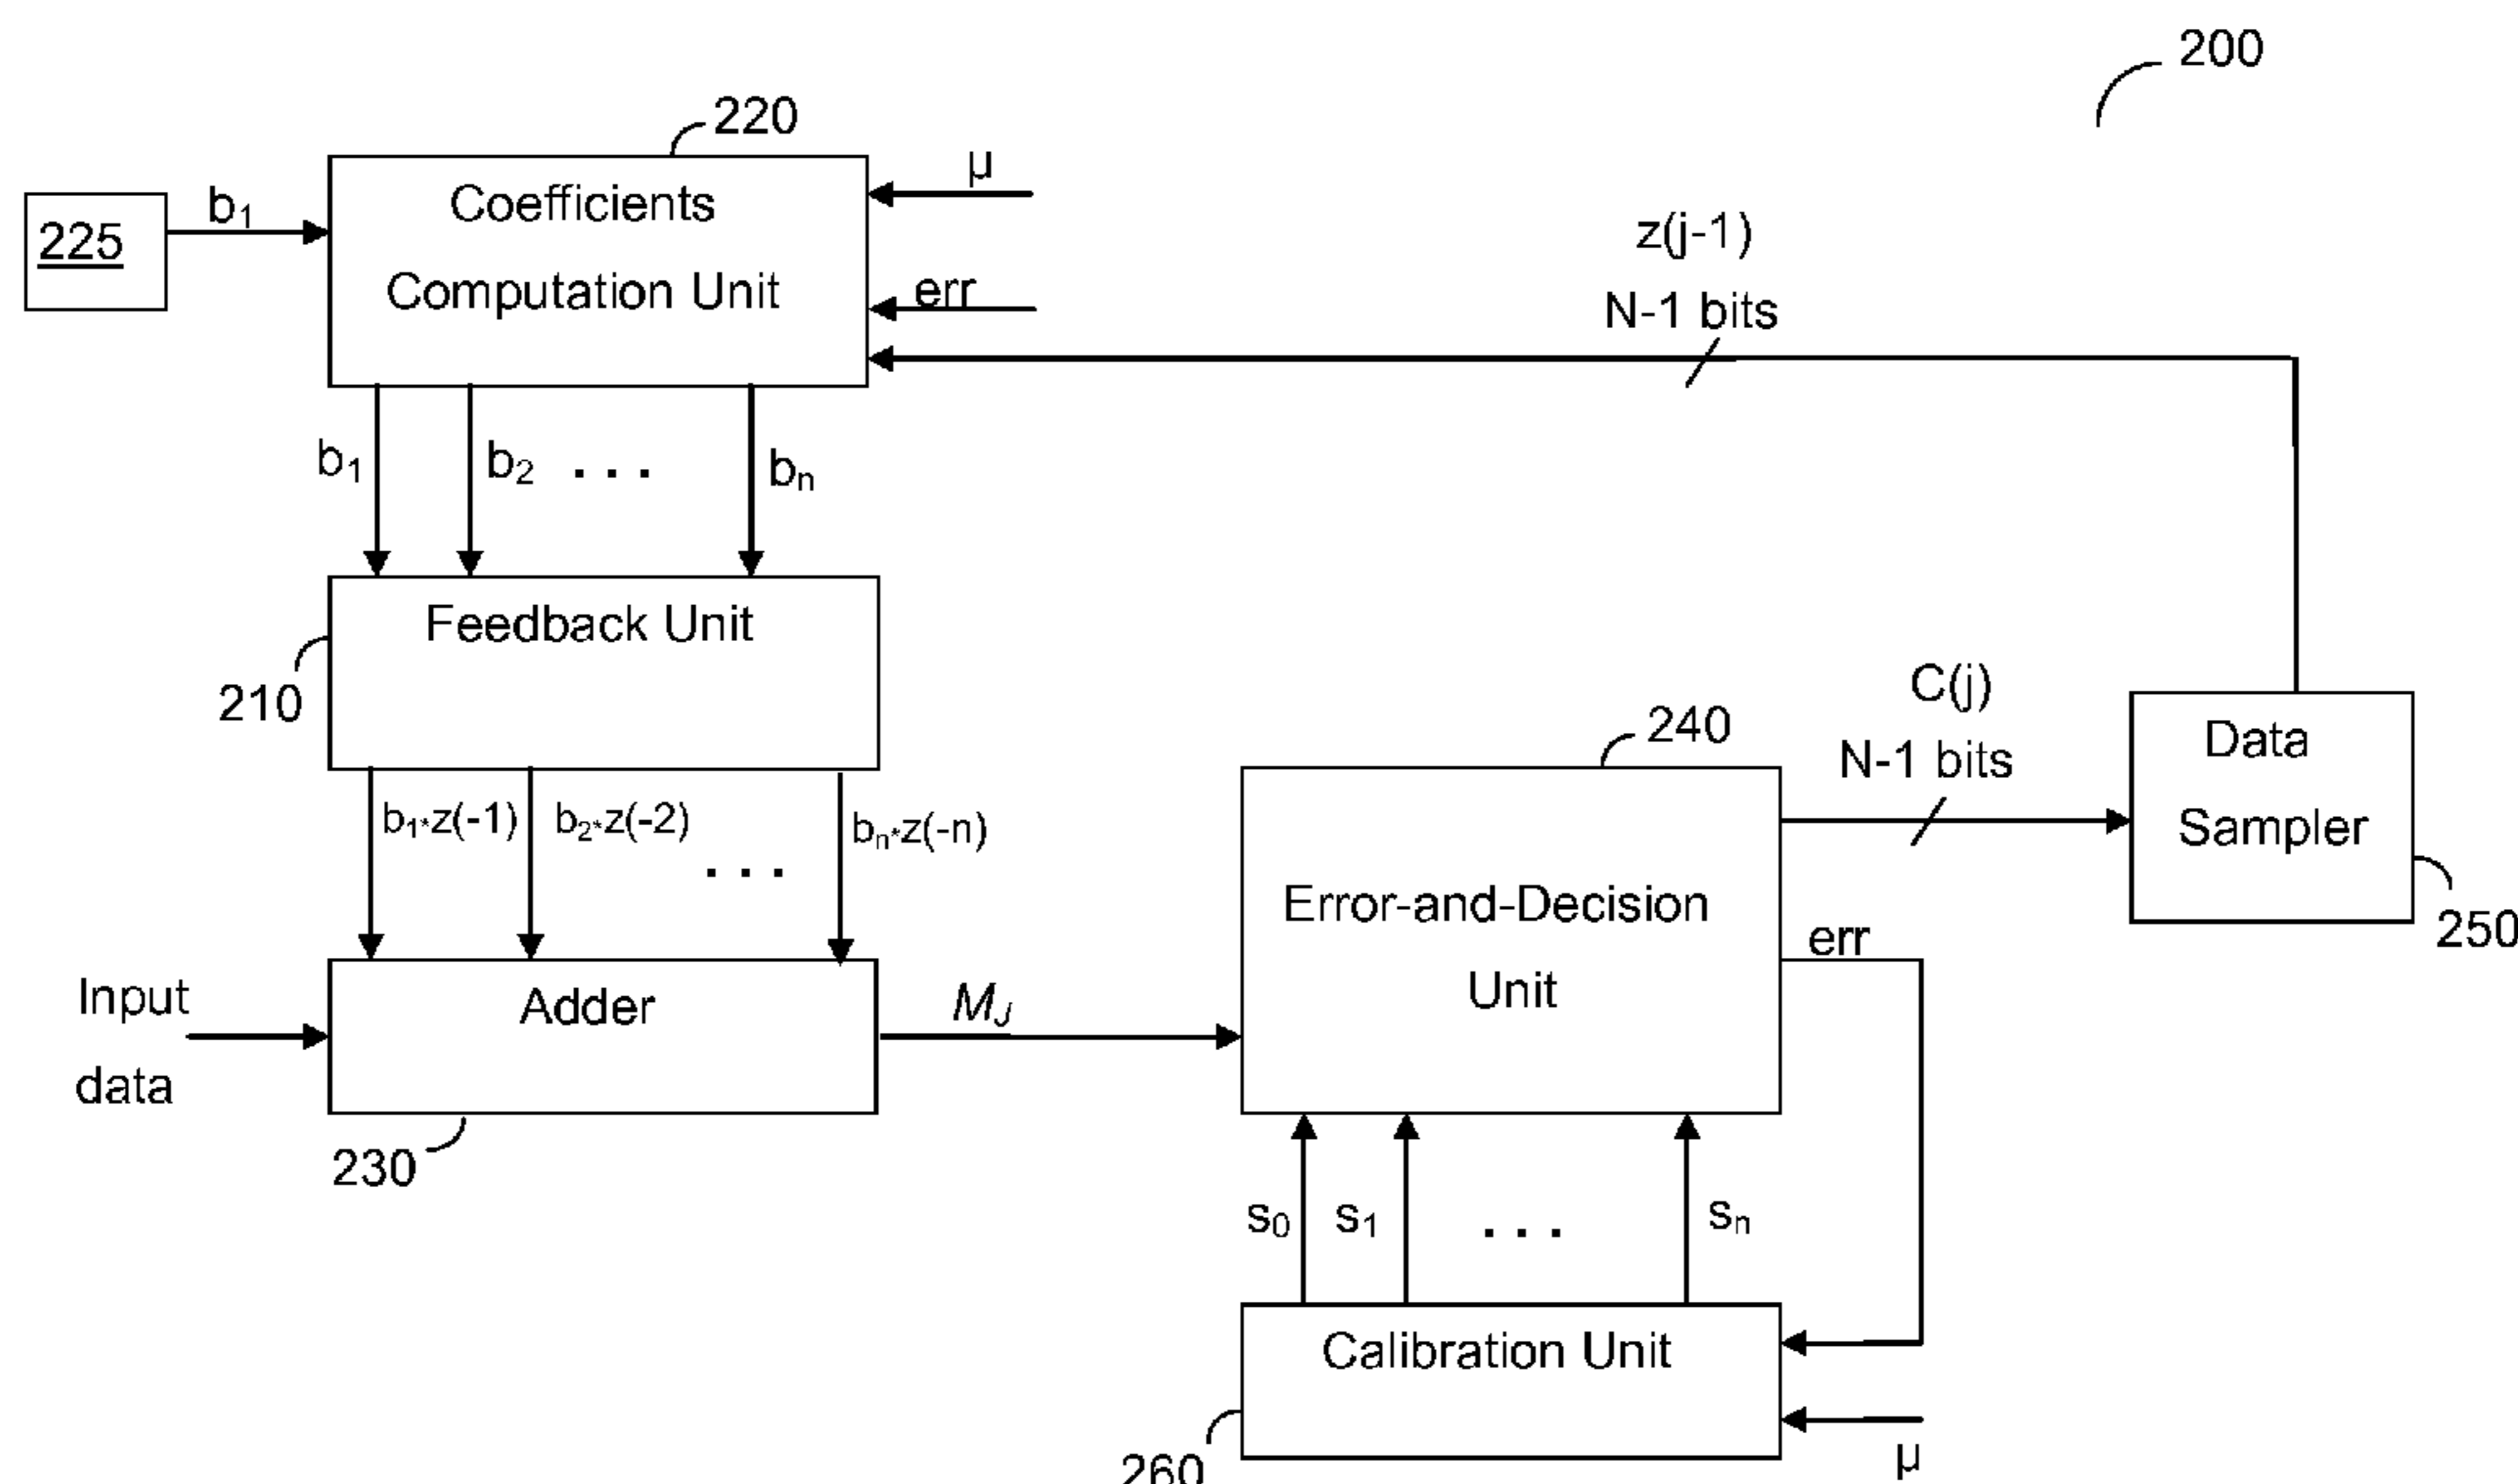 200
220
μ
Coefficients
Computation Unit
b1
225
err
z(j-1)
N-1 bits
b1
b2
...
bn
Feedback Unit
210
C(j)
N-1 bits
240
Data
Sampler
250
b1*z(-1)
b2*z(-2)
...
bn*z(-n)
Error-and-Decision
Unit
err
Input
data
Adder
MJ
230
s0
s1
...
sn
Calibration Unit
260
μ